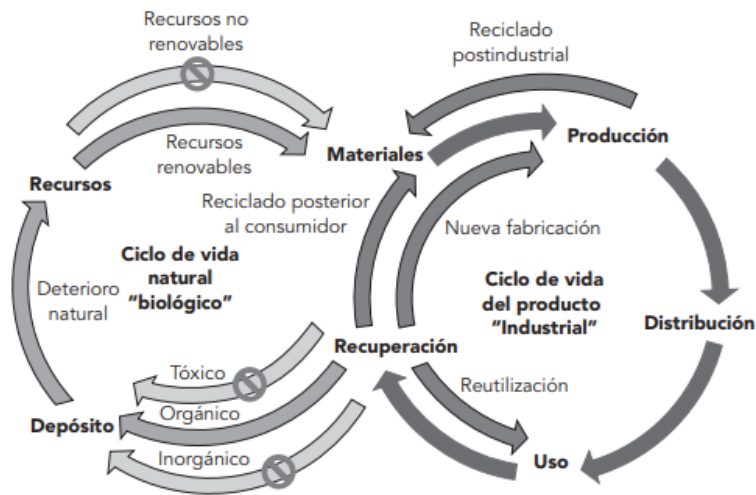 Recursos no
renovables
Reciclado
postindustrial
Recursos
renovables
Materiales
Producción
Recursos
Reciclado posterior
al consumidor
Nueva fabricación
Ciclo de vida
natural
“biológico”
Deterioro
natural
Ciclo de vida
del producto
“Industrial”
Distribución
Recuperación
Tóxico
Reutilización
Orgánico
Depósito
Inorgánico
Uso